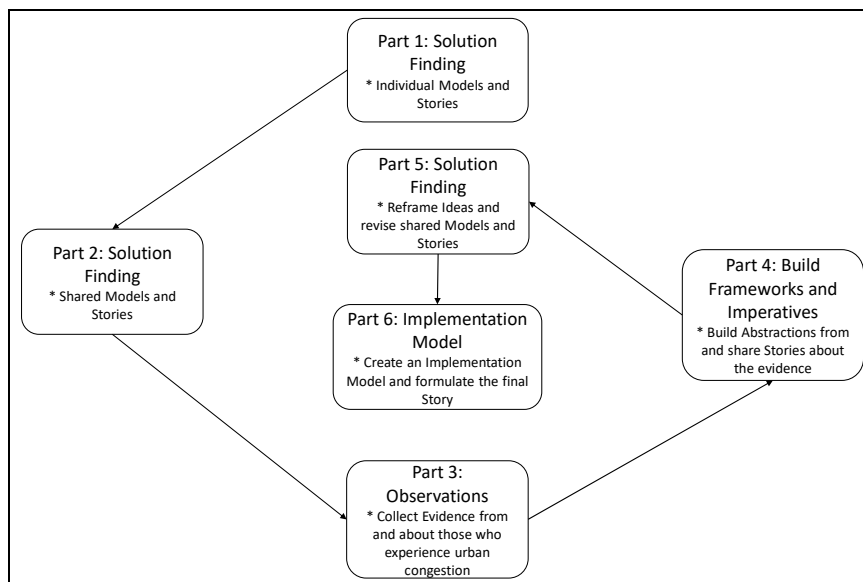 Part 1: Solution
Finding
* Individual Models and
Stories
Part 5: Solution
Finding
* Reframe Ideas and
revise shared Models and
Stories
Part 2: Solution
Finding
* Shared Models and
Stories
Part 4: Build
Frameworks and
Imperatives
* Build Abstractions from
and share Stories about
the evidence
Part 6: Implementation
Model
* Create an Implementation
Model and formulate the final
Story
Part 3:
Observations
* Collect Evidence from
and about those who
experience urban
congestion